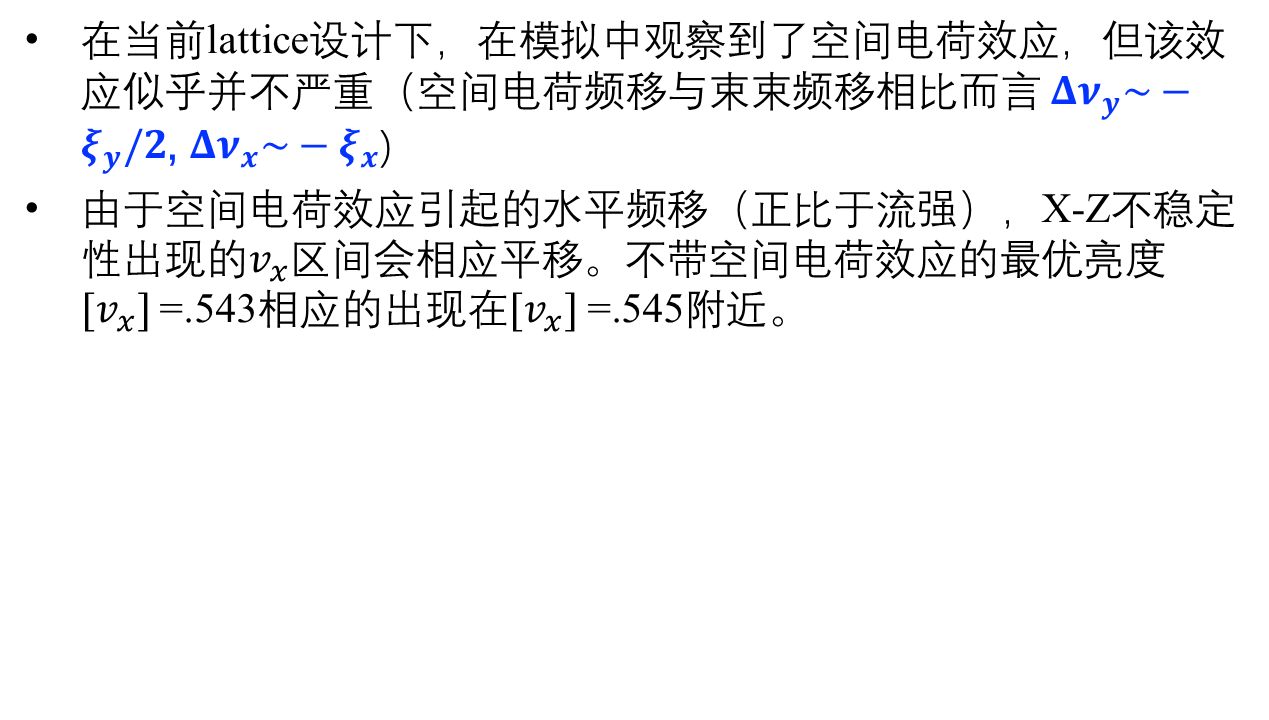 • 在当前lattice设计下，在模拟中观察到了空间电荷效应，但该效
应似乎并不严重（空间电荷频移与束束频移相比而言 Δν_y~ −
ξ_y/2, Δν_x~ − ξ_x)
• 由于空间电荷效应引起的水平频移（正比于流强），X-Z不稳定
性出现的ν_x区间会相应平移。不带空间电荷效应的最优亮度
[ν_x] =.543相应的出现在[ν_x] =.545附近。